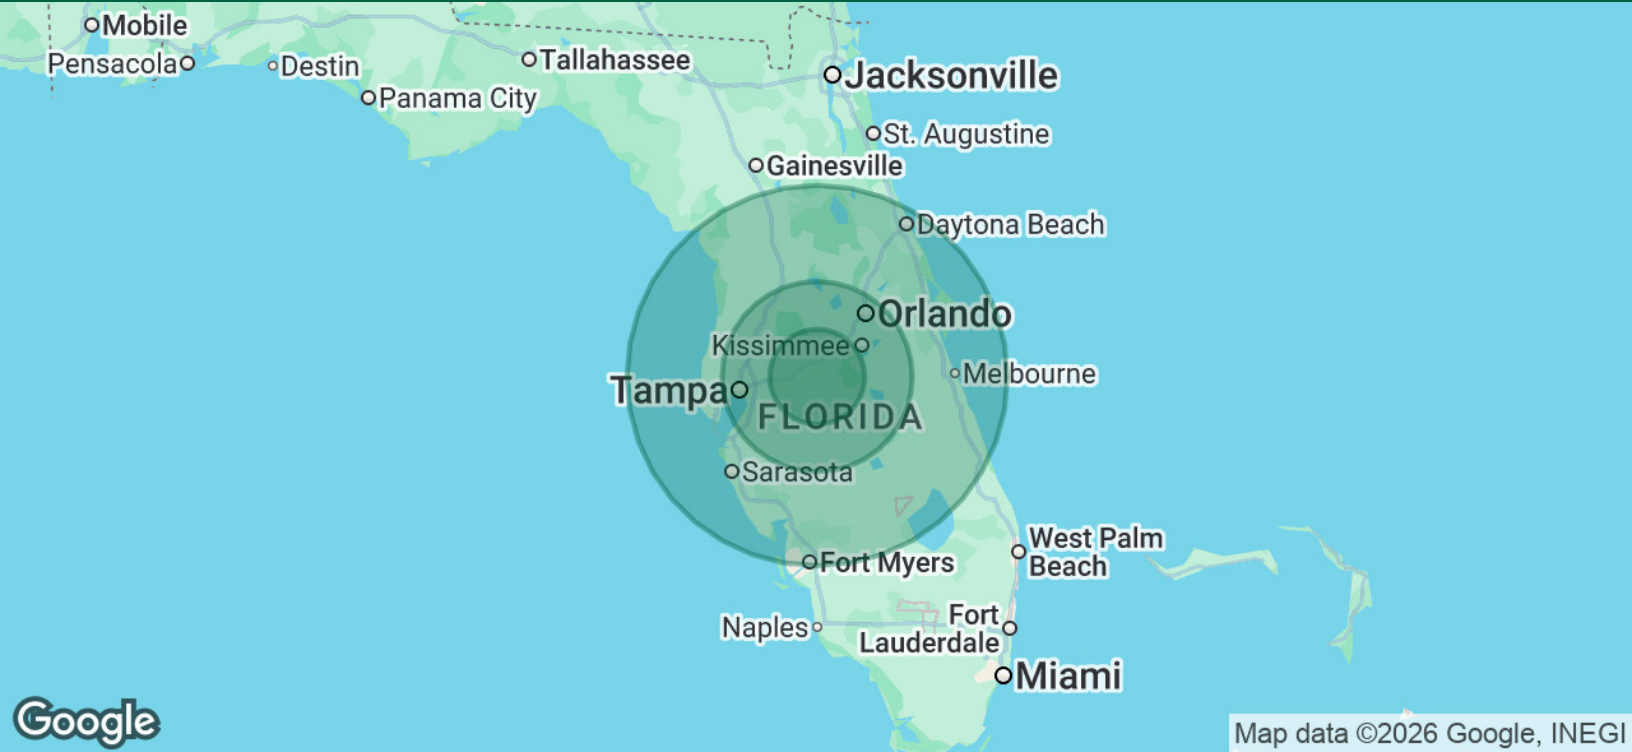 Mobile
Pensacola
Destin
Tallahassee
Panama City
Jacksonville
St. Augustine
Gainesville
Daytona Beach
Orlando
Kissimmee
Melbourne
Tampa
FLORIDA
Sarasota
West Palm
Beach
Fort Myers
Fort
Lauderdale
Naples
Miami
Google
Map data ©2026 Google, INEGI